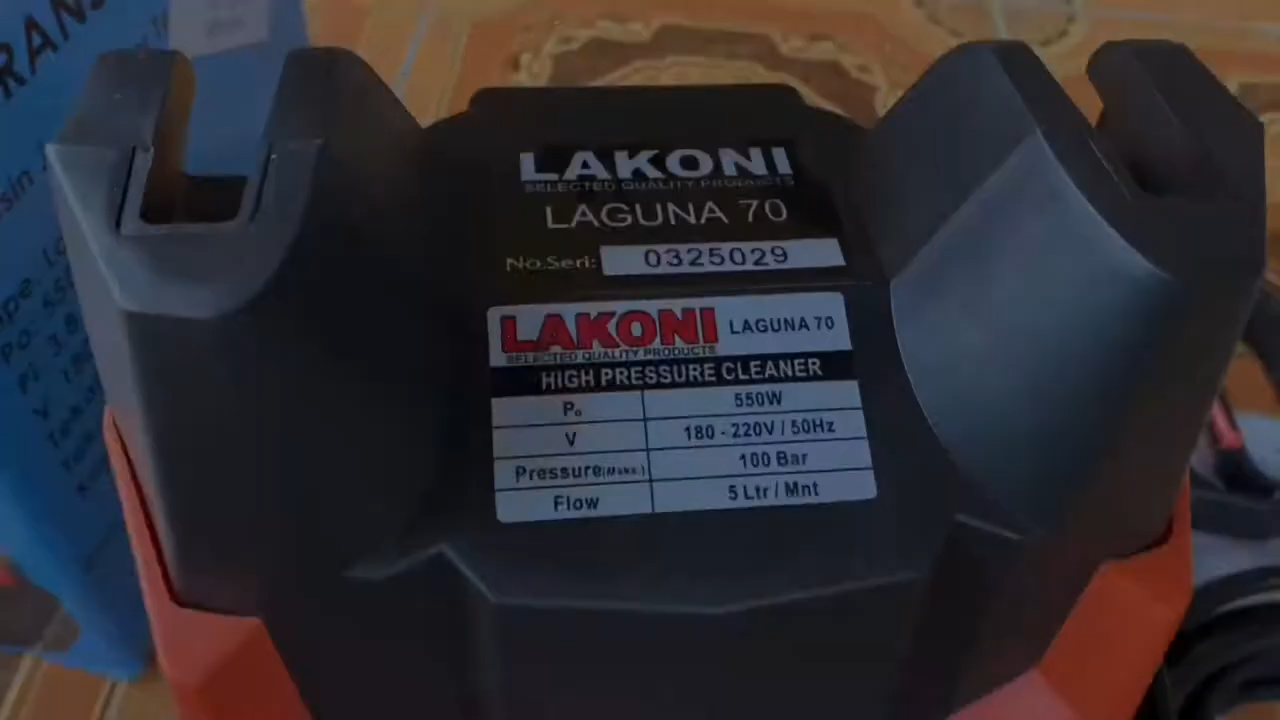 LAKONI
SELECTED QUALITY PRODUCTS
LAGUNA 70
No.Seri: 0325029
LAKONI LAGUNA 70
SELECTED QUALITY PRODUCTS
HIGH PRESSURE CLEANER
Po 550W
V 180 - 220V / 50Hz
Pressure(Maks.) 100 Bar
Flow 5 Ltr / Mnt